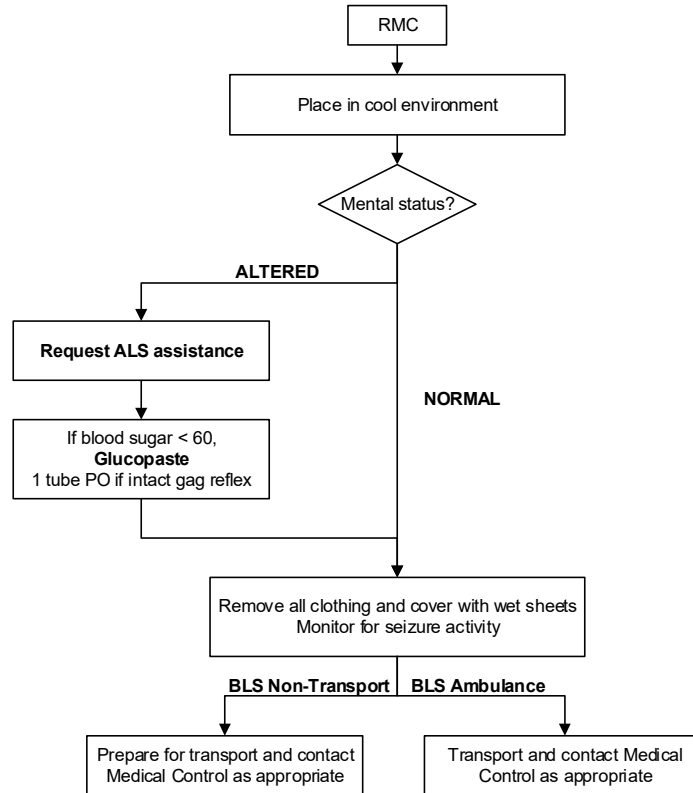 RMC
Place in cool environment
Mental status?
ALTERED
Request ALS assistance
NORMAL
If blood sugar < 60,
Glucopaste
1 tube PO if intact gag reflex
Remove all clothing and cover with wet sheets
Monitor for seizure activity
BLS Non-Transport
BLS Ambulance
Prepare for transport and contact
Medical Control as appropriate
Transport and contact Medical
Control as appropriate